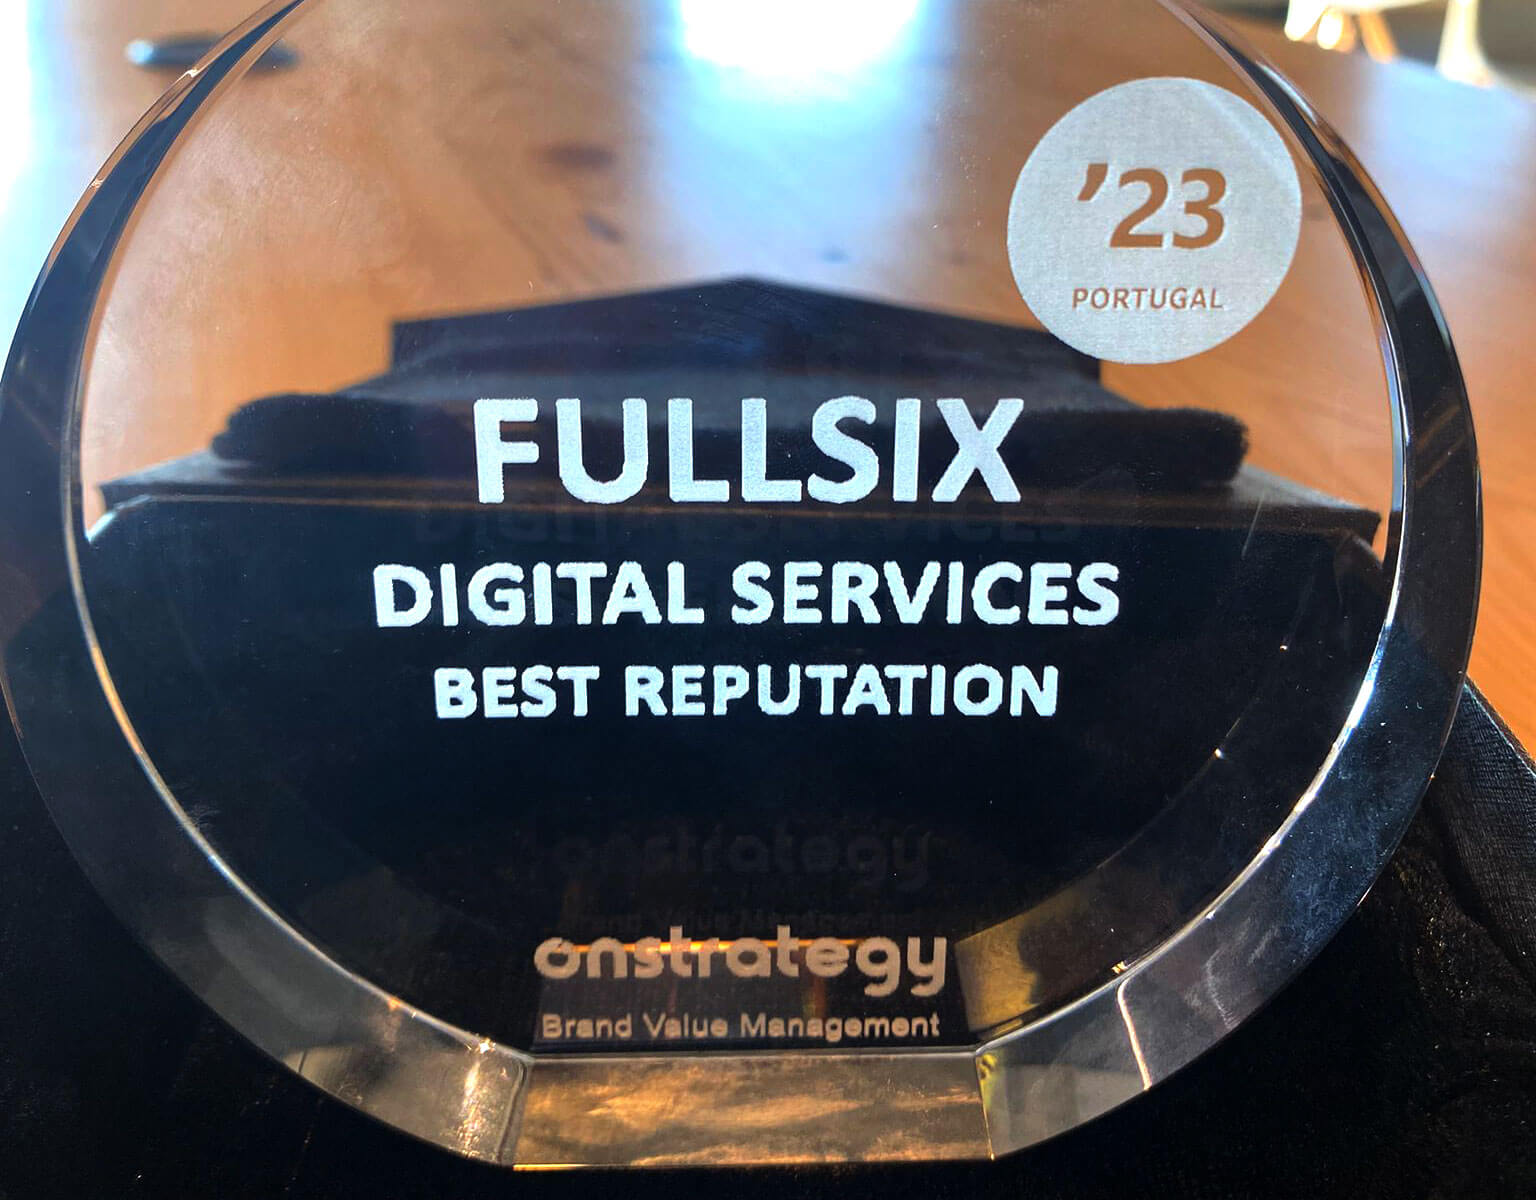 '23
PORTUGAL
FULLSIX
DIGITAL SERVICES
BEST REPUTATION
onstrategy
Brand Value Management